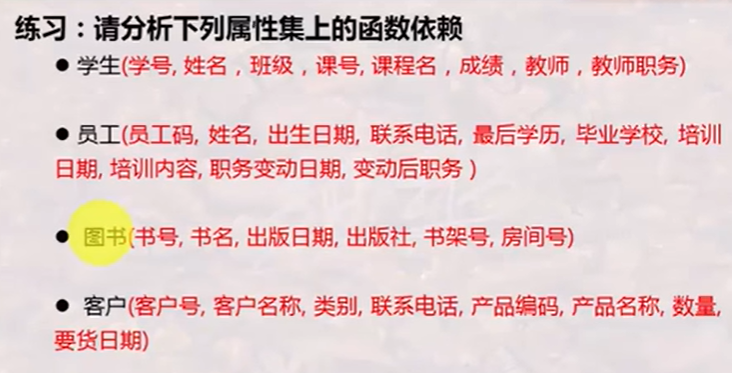 练习：请分析下列属性集上的函数依赖
● 学生(学号, 姓名，班级，课号, 课程名，成绩，教师，教师职务)
● 员工(员工码, 姓名, 出生日期, 联系电话, 最后学历, 毕业学校, 培训
日期, 培训内容, 职务变动日期, 变动后职务 )
● 图书(书号, 书名, 出版日期, 出版社, 书架号, 房间号)
● 客户(客户号, 客户名称, 类别, 联系电话, 产品编码, 产品名称, 数量,
要货日期)